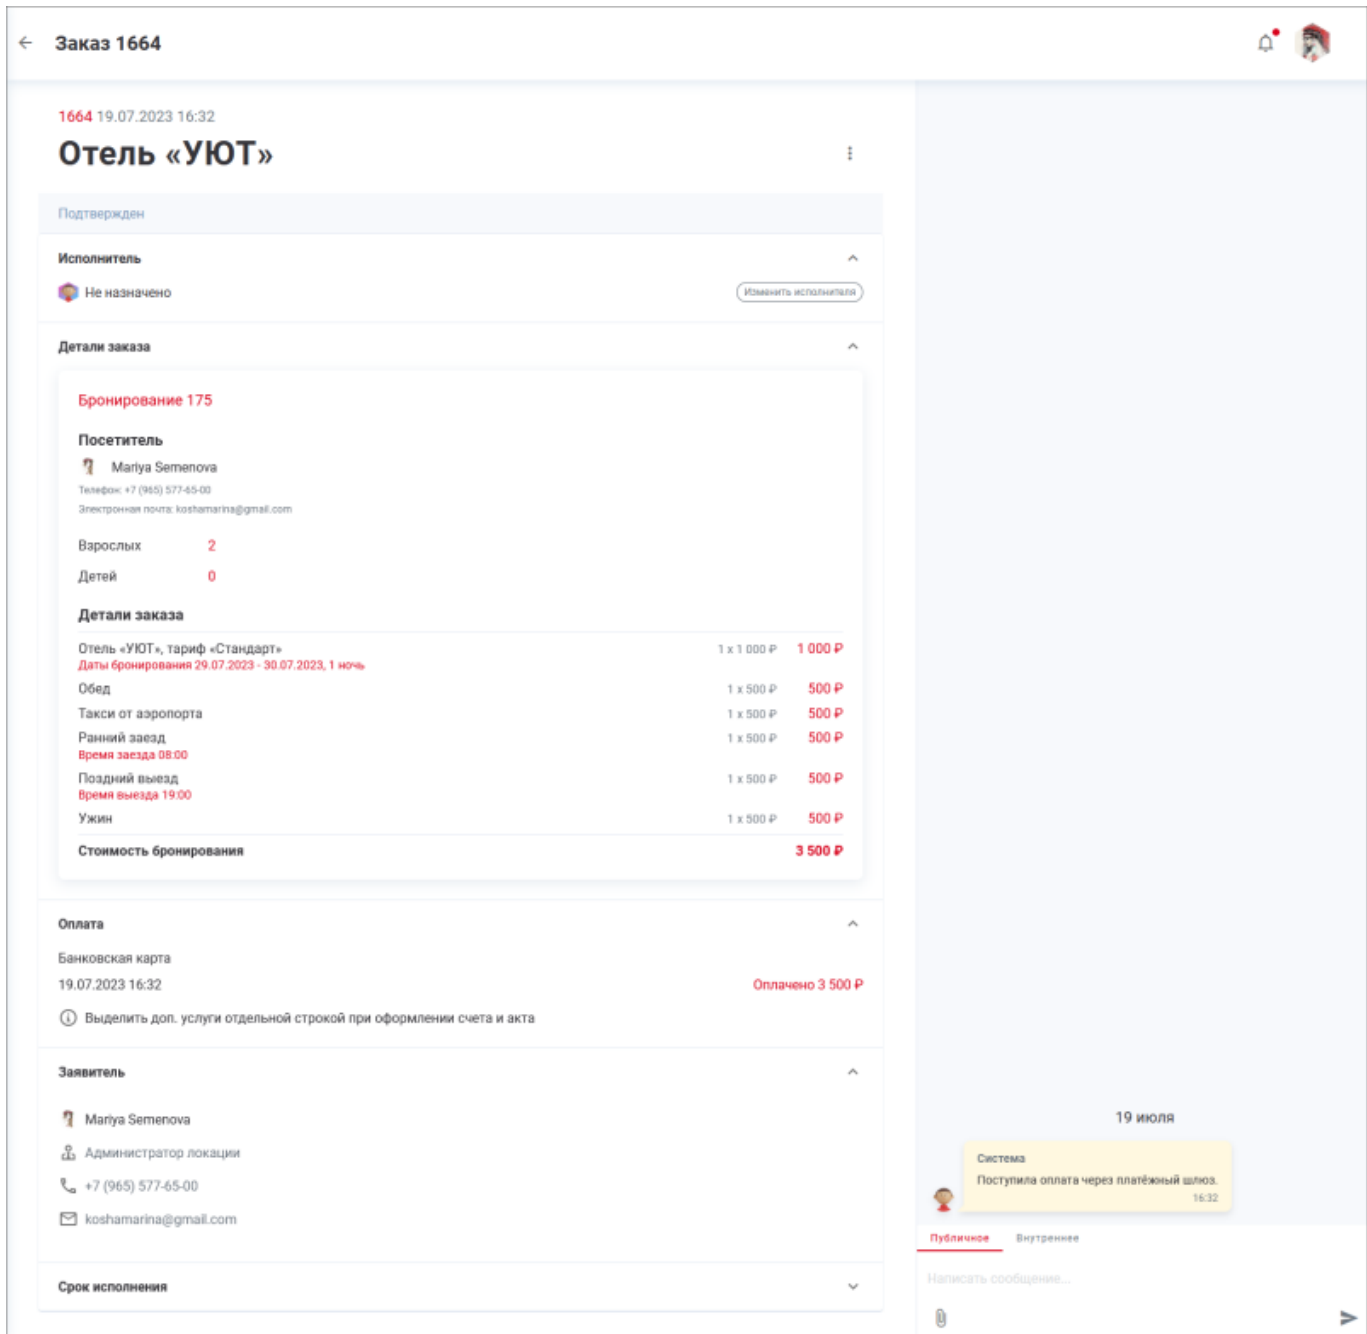 Заказ 1664
1664 19.07.2023 16:32
Отель «УЮТ»
Подтвержден
Исполнитель
Не назначено
Изменить исполнителя
Детали заказа
Бронирование 175
Посетитель
Mariya Semenova
Телефон: +7 (965) 577-65-00
Электронная почта: koshamarina@gmail.com
Взрослых 2
Детей 0
Детали заказа
Отель «УЮТ», тариф «Стандарт» 1 x 1 000 ₽ 1 000 ₽
Даты бронирования 29.07.2023 - 30.07.2023, 1 ночь
Обед 1 x 500 ₽ 500 ₽
Такси от аэропорта 1 x 500 ₽ 500 ₽
Ранний заезд 1 x 500 ₽ 500 ₽
Время заезда 08:00
Поздний выезд 1 x 500 ₽ 500 ₽
Время выезда 19:00
Ужин 1 x 500 ₽ 500 ₽
Стоимость бронирования 3 500 ₽
Оплата
Банковская карта
19.07.2023 16:32 Оплачено 3 500 ₽
Выделить доп. услуги отдельной строкой при оформлении счета и акта
Заявитель
Mariya Semenova
Администратор локации
+7 (965) 577-65-00
koshamarina@gmail.com
Срок исполнения
19 июля
Система
Поступила оплата через платёжный шлюз.
16:32
Публичное Внутреннее
Написать сообщение...